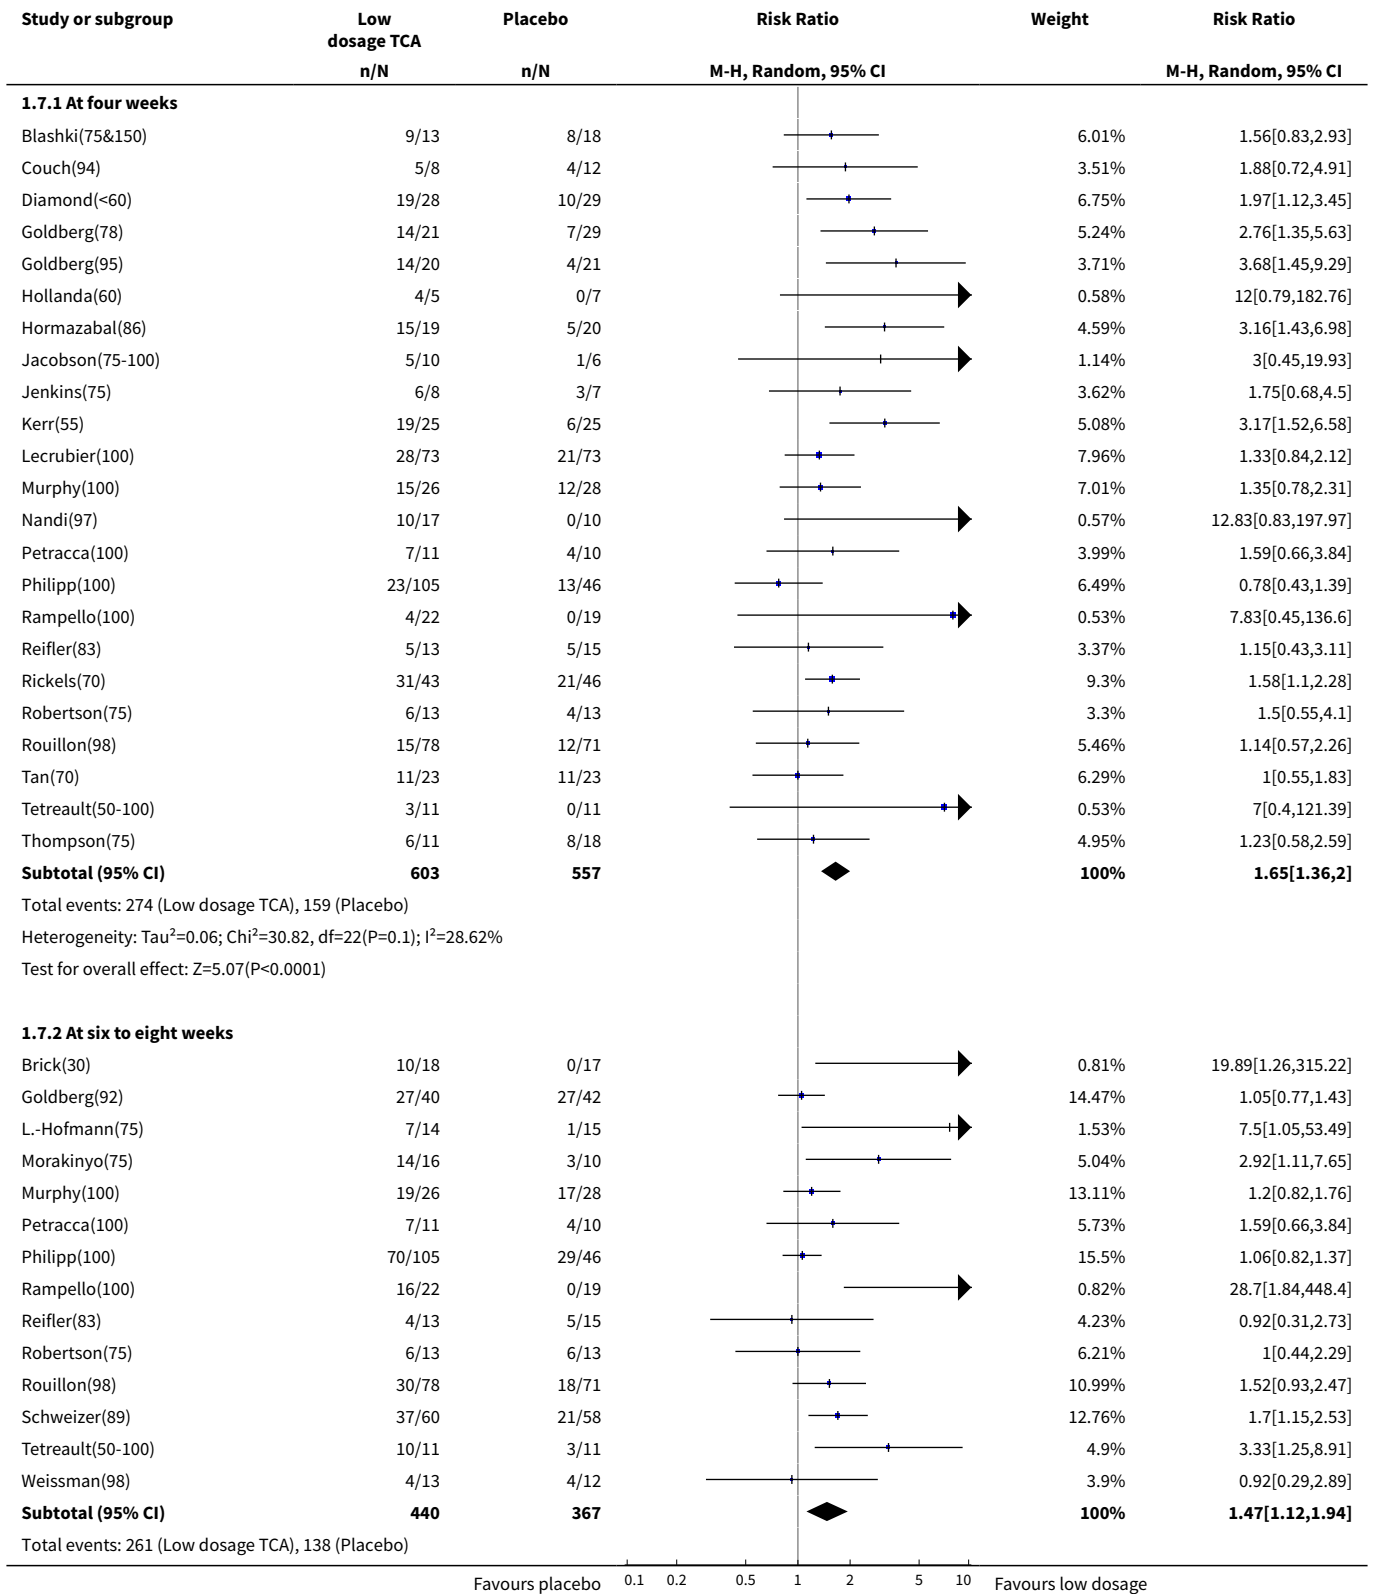 Study or subgroup Low dosage TCA Placebo Risk Ratio Weight Risk Ratio
n/N n/N M-H, Random, 95% CI M-H, Random, 95% CI
1.7.1 At four weeks
Blashki(75&150) 9/13 8/18 6.01% 1.56[0.83,2.93]
Couch(94) 5/8 4/12 3.51% 1.88[0.72,4.91]
Diamond(<60) 19/28 10/29 6.75% 1.97[1.12,3.45]
Goldberg(78) 14/21 7/29 5.24% 2.76[1.35,5.63]
Goldberg(95) 14/20 4/21 3.71% 3.68[1.45,9.29]
Hollanda(60) 4/5 0/7 0.58% 12[0.79,182.76]
Hormazabal(86) 15/19 5/20 4.59% 3.16[1.43,6.98]
Jacobson(75-100) 5/10 1/6 1.14% 3[0.45,19.93]
Jenkins(75) 6/8 3/7 3.62% 1.75[0.68,4.5]
Kerr(55) 19/25 6/25 5.08% 3.17[1.52,6.58]
Lecrubier(100) 28/73 21/73 7.96% 1.33[0.84,2.12]
Murphy(100) 15/26 12/28 7.01% 1.35[0.78,2.31]
Nandi(97) 10/17 0/10 0.57% 12.83[0.83,197.97]
Petracca(100) 7/11 4/10 3.99% 1.59[0.66,3.84]
Philipp(100) 23/105 13/46 6.49% 0.78[0.43,1.39]
Rampello(100) 4/22 0/19 0.53% 7.83[0.45,136.6]
Reifler(83) 5/13 5/15 3.37% 1.15[0.43,3.11]
Rickels(70) 31/43 21/46 9.3% 1.58[1.1,2.28]
Robertson(75) 6/13 4/13 3.3% 1.5[0.55,4.1]
Rouillon(98) 15/78 12/71 5.46% 1.14[0.57,2.26]
Tan(70) 11/23 11/23 6.29% 1[0.55,1.83]
Tetreault(50-100) 3/11 0/11 0.53% 7[0.4,121.39]
Thompson(75) 6/11 8/18 4.95% 1.23[0.58,2.59]
Subtotal (95% CI) 603 557 100% 1.65[1.36,2]
Total events: 274 (Low dosage TCA), 159 (Placebo)
Heterogeneity: Tau²=0.06; Chi²=30.82, df=22(P=0.1); I²=28.62%
Test for overall effect: Z=5.07(P<0.0001)
1.7.2 At six to eight weeks
Brick(30) 10/18 0/17 0.81% 19.89[1.26,315.22]
Goldberg(92) 27/40 27/42 14.47% 1.05[0.77,1.43]
L.-Hofmann(75) 7/14 1/15 1.53% 7.5[1.05,53.49]
Morakinyo(75) 14/16 3/10 5.04% 2.92[1.11,7.65]
Murphy(100) 19/26 17/28 13.11% 1.2[0.82,1.76]
Petracca(100) 7/11 4/10 5.73% 1.59[0.66,3.84]
Philipp(100) 70/105 29/46 15.5% 1.06[0.82,1.37]
Rampello(100) 16/22 0/19 0.82% 28.7[1.84,448.4]
Reifler(83) 4/13 5/15 4.23% 0.92[0.31,2.73]
Robertson(75) 6/13 6/13 6.21% 1[0.44,2.29]
Rouillon(98) 30/78 18/71 10.99% 1.52[0.93,2.47]
Schweizer(89) 37/60 21/58 12.76% 1.7[1.15,2.53]
Tetreault(50-100) 10/11 3/11 4.9% 3.33[1.25,8.91]
Weissman(98) 4/13 4/12 3.9% 0.92[0.29,2.89]
Subtotal (95% CI) 440 367 100% 1.47[1.12,1.94]
Total events: 261 (Low dosage TCA), 138 (Placebo)
Favours placebo 0.1 0.2 0.5 1 2 5 10 Favours low dosage